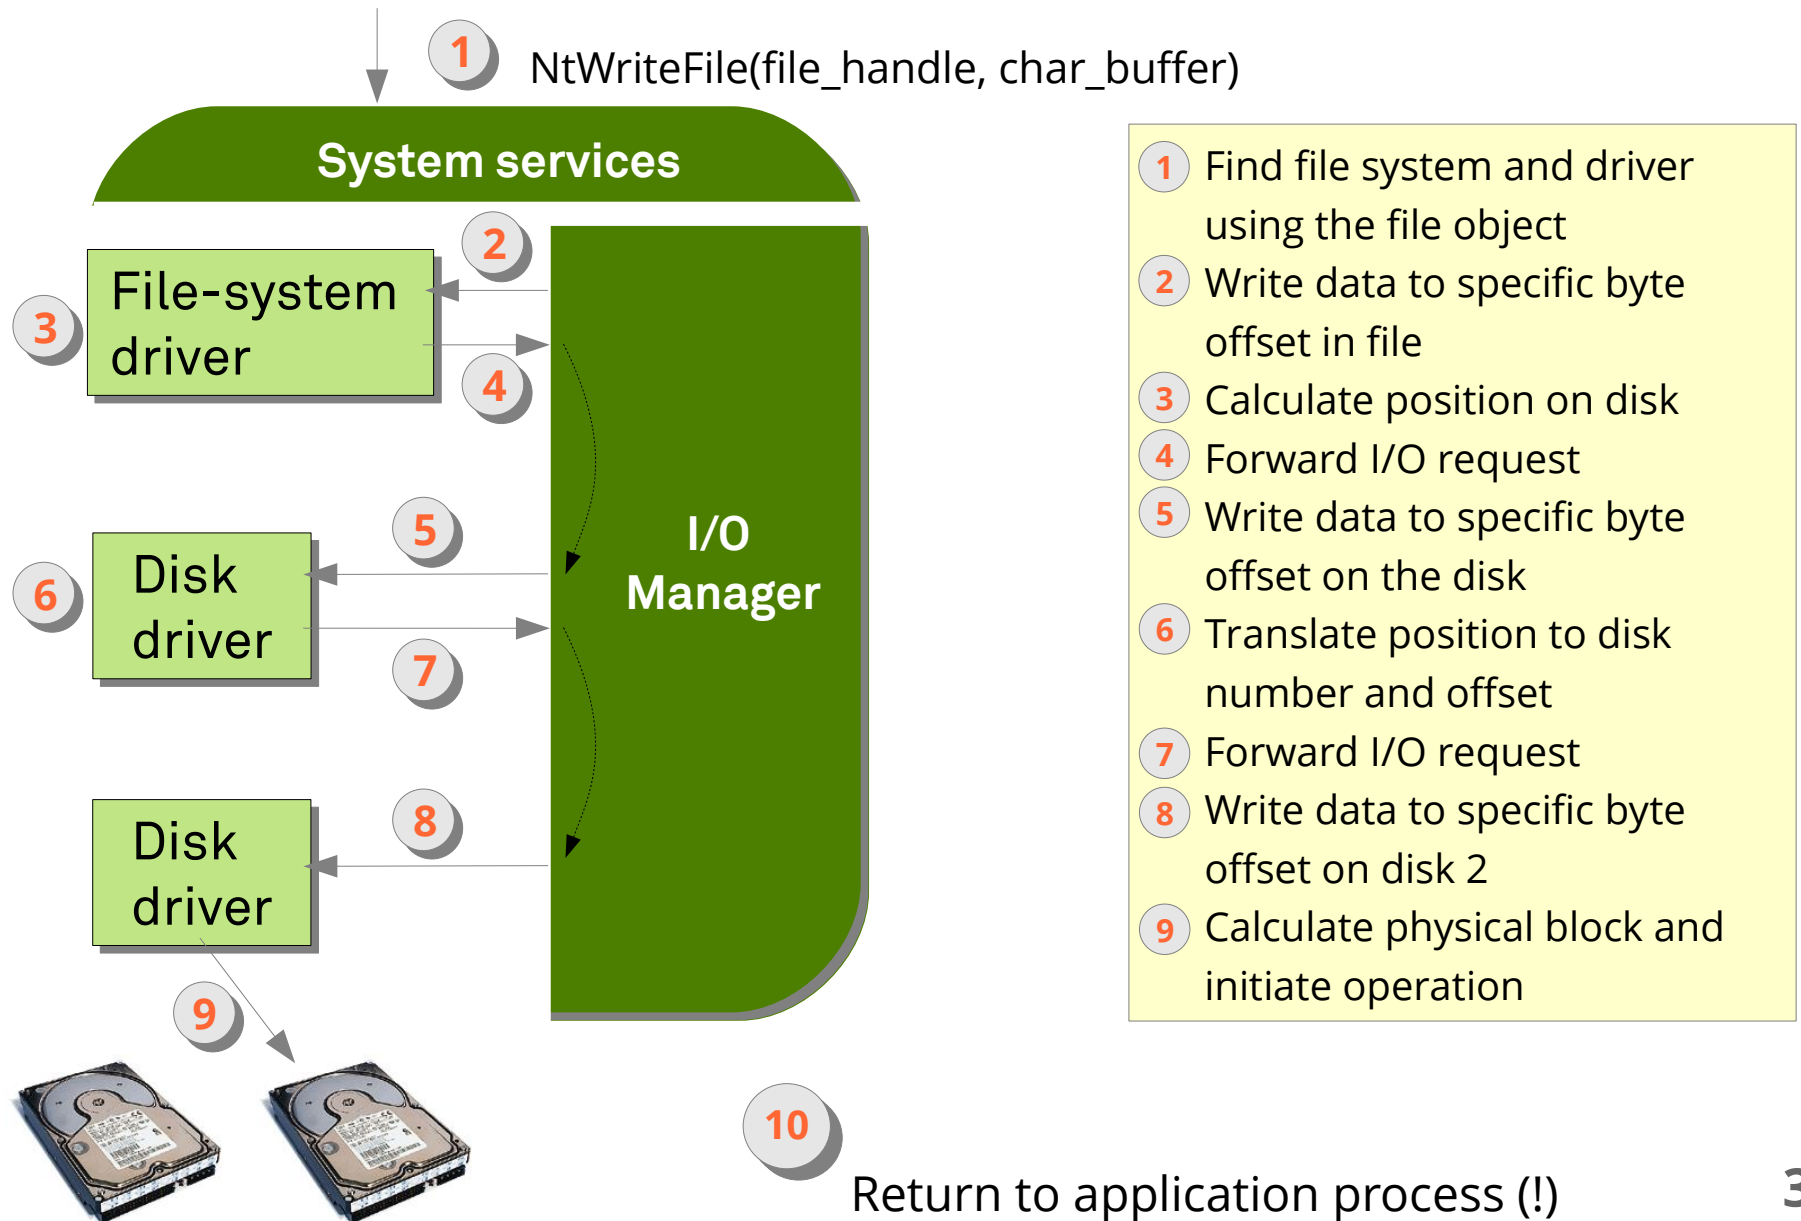 1
NtWriteFile(file_handle, char_buffer)
System services
2
File-system
driver
3
4
5
Disk
driver
6
7
I/O
Manager
8
Disk
driver
9
1 Find file system and driver
using the file object
2 Write data to specific byte
offset in file
3 Calculate position on disk
4 Forward I/O request
5 Write data to specific byte
offset on the disk
6 Translate position to disk
number and offset
7 Forward I/O request
8 Write data to specific byte
offset on disk 2
9 Calculate physical block and
initiate operation
10
Return to application process (!)